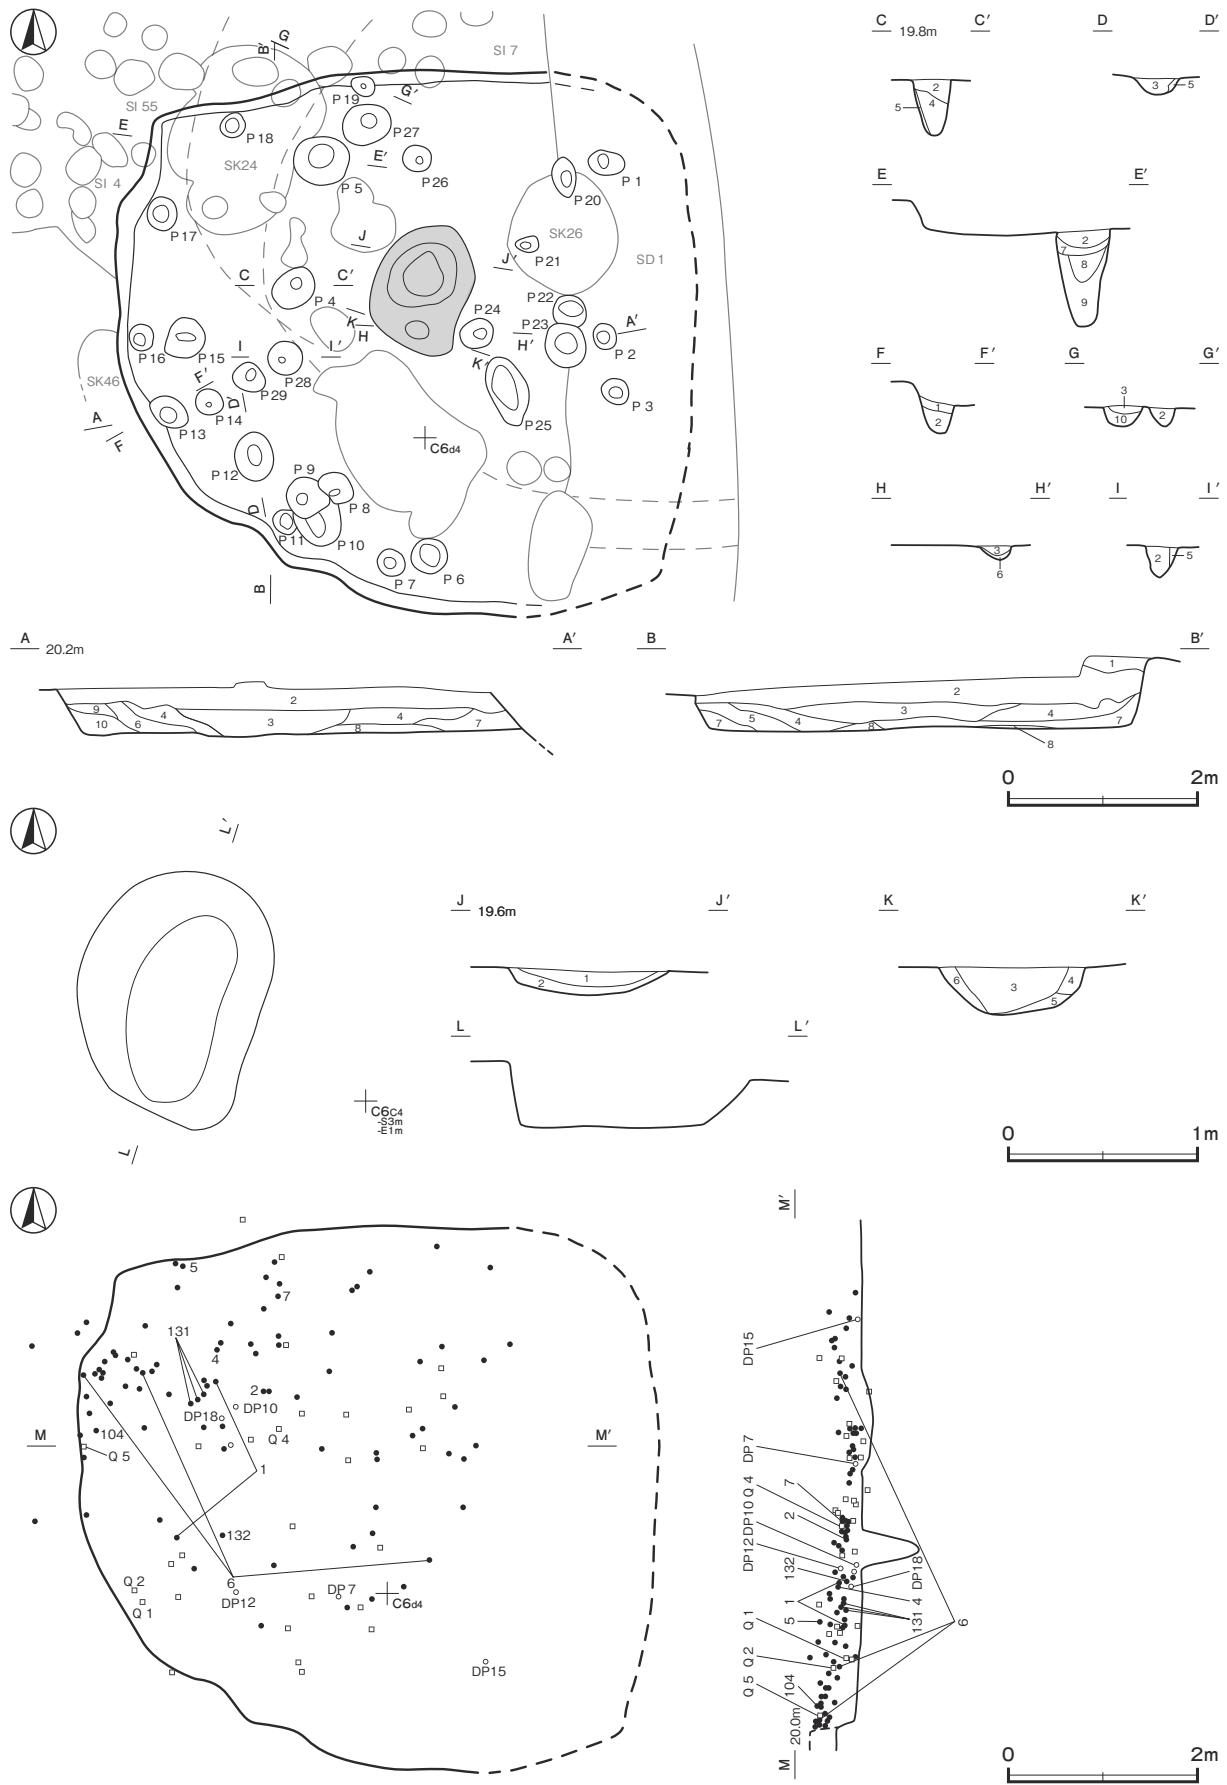 G
B′
SI 7
SI 55
P 19
G′
E
P 18
P 27
E′
SK24
P 26
P 1
SI 4
P 5
P 20
P 17
J
SK26
J′
P 21
SD 1
C
C′
P 4
P 22
P 24
K
H
P 23
A′
H′
I
I′
P 2
P 16
P 15
K′
P 28
SK46
F′
P 29
D′
P 3
P 14
A
P 13
P 25
F
C6d4
P 12
P 9
P 8
D
P 11
P 10
P 7
P 6
B
C 19.8m C′ D D′
2
5
4
3
5
E E′
2
7
8
9
F F′ G G′
1
2
3
10
2
H H′ I I′
3
6
2
5
A 20.2m A′
2
9
4
10
6
3
4
8
7
B B′
1
2
3
4
7
5
4
8
7
8
0 2m
L′
L
C6C4
-S3m
-E1m
J 19.6m J′
1
2
K K′
6
3
4
5
L L′
0 1m
5
7
131
4
2
DP10
DP18
M
104
Q 4
M′
Q 5
1
132
6
Q 2
DP12
DP 7
Q 1
C6d4
DP15
M′
DP15
DP 7
Q 4
7
DP10
2
DP12
132
DP18
1
4
131
Q 1
5
6
Q 2
104
Q 5
20.0m
M
0 2m